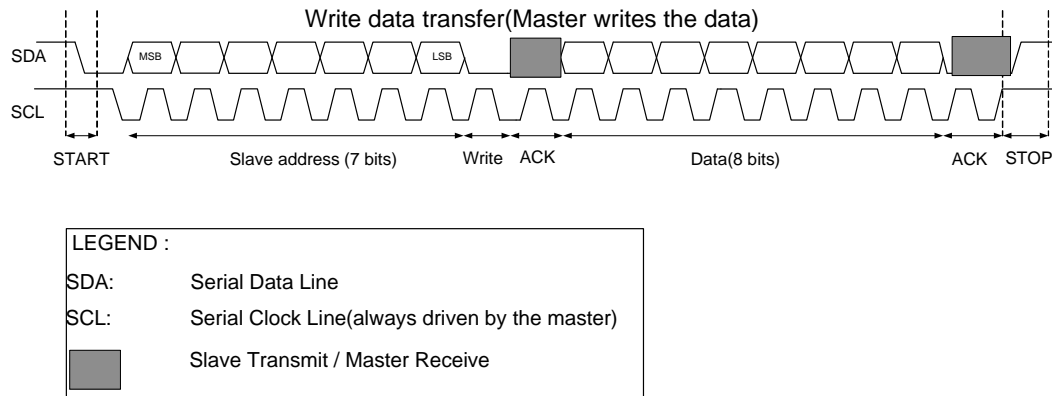 Write data transfer(Master writes the data)
SDA
MSB
LSB
SCL
START
Slave address (7 bits)
Write
ACK
Data(8 bits)
ACK
STOP
LEGEND :
SDA: Serial Data Line
SCL: Serial Clock Line(always driven by the master)
Slave Transmit / Master Receive